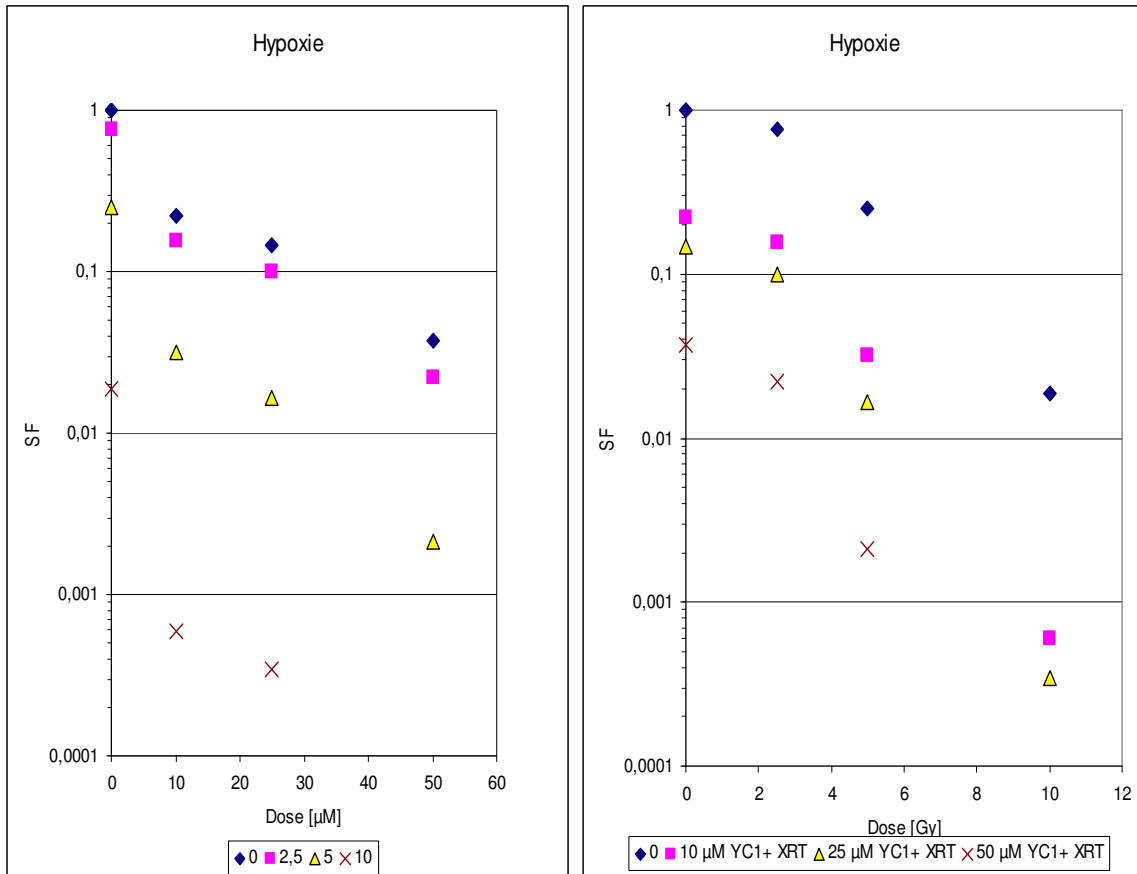 Hypoxie
1
0,1
0,01
0,001
0,0001
SF
0 10 20 30 40 50 60
Dose [µM]
0 2,5 5 10
Hypoxie
1
0,1
0,01
0,001
0,0001
SF
0 2 4 6 8 10 12
Dose [Gy]
0 10 µM YC1+ XRT 25 µM YC1+ XRT 50 µM YC1+ XRT